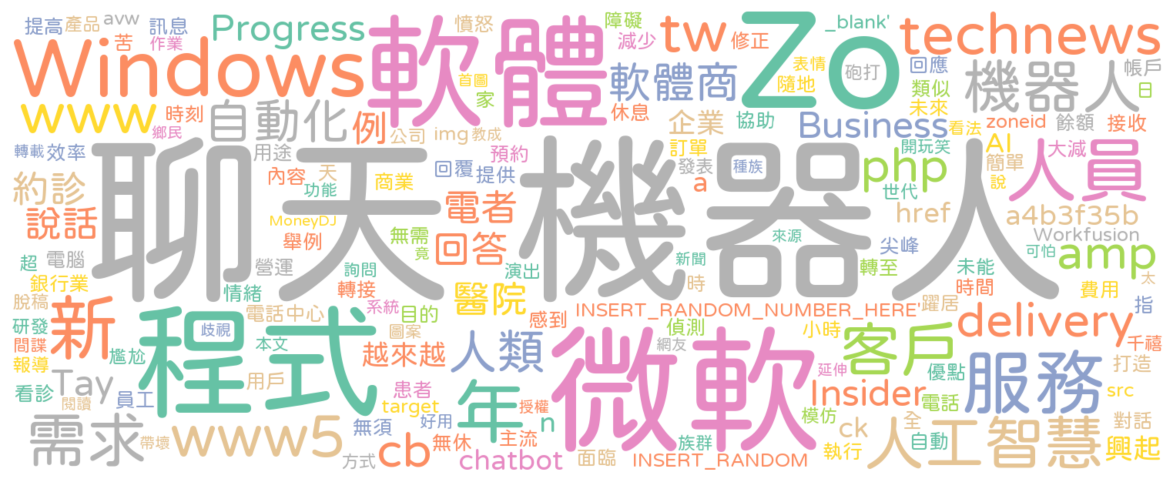 提高 產品 avw 訊息 Progress 憤怒 障礙 _blank' technews
苦 作業 軟體 tw 修正 Zo 表情 回應 帳戶
Windows 首圖 減少 隨地 砲打 類似 機器人 日
www 時刻 自動化 例 家 軟體商 休息 協助 未來 zoneid 餘額 接收
鄉民 公司 img 教成 企業 Business 看法
轉載 效率 用途 預約 訂單 開玩笑 AI 大減
聊天機器人 內容 天 回覆 提供 發表 種族 php 簡單 人員
約診 功能 商業 a 世代 說
說話 MoneyDJ 電者 href a4b3f35b
舉例 無需 回答 來源 尖峰 Workfusion
超 電腦 營運 詢問 竟 演出 新聞 轉至 未能 可怕 amp
銀行業 情緒 轉接 醫院 時 時間 費用 太
脫稿 新 電話中心 目的 系統 感到 INSERT_RANDOM_NUMBER_HERE' 躍居 指
研發 程式 歧視 圖案 偵測 小時 客戶 delivery
間諜 尷尬 本文 越來越 人類 微軟 網友 千禧
報導 延伸 優點 服務 打造
看診 Tay 用戶 患者 年 Insider 電話 src
閱讀 員工 target 授權 模仿 全 對話
需求 www5 無須 好用 n 族群 ck 自動 人工智慧 興起
帶壞 方式 cb 無休 主流 chatbot 面臨 INSERT_RANDOM 執行